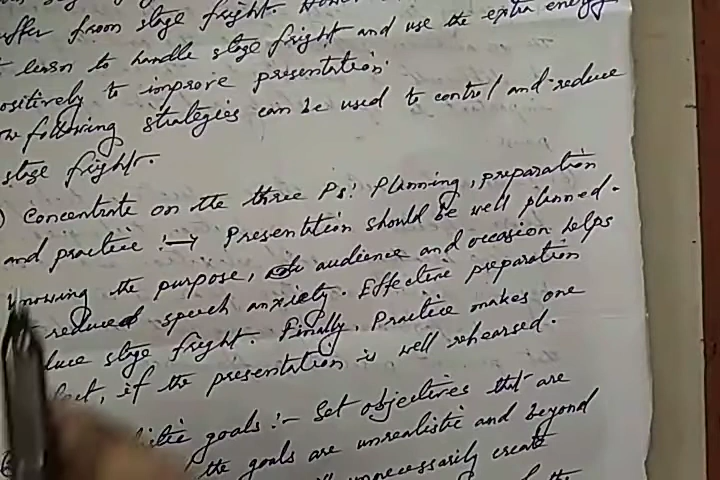 suffer from stage fright.
learn to handle stage fright and use the extra energy
positively to improve presentation.
following strategies can be used to control and reduce
stage fright.
) Concentrate on the three Ps: Planning, preparation
and practice :→ Presentation should be well planned.
Knowing the purpose, audience and occasion helps
reduced speech anxiety. Effective preparation
stage fright. Finally, Practice makes one
if the presentation is well rehearsed.
goals :- Set objectives that are
the goals are unrealistic and beyond
unnecessarily create
the